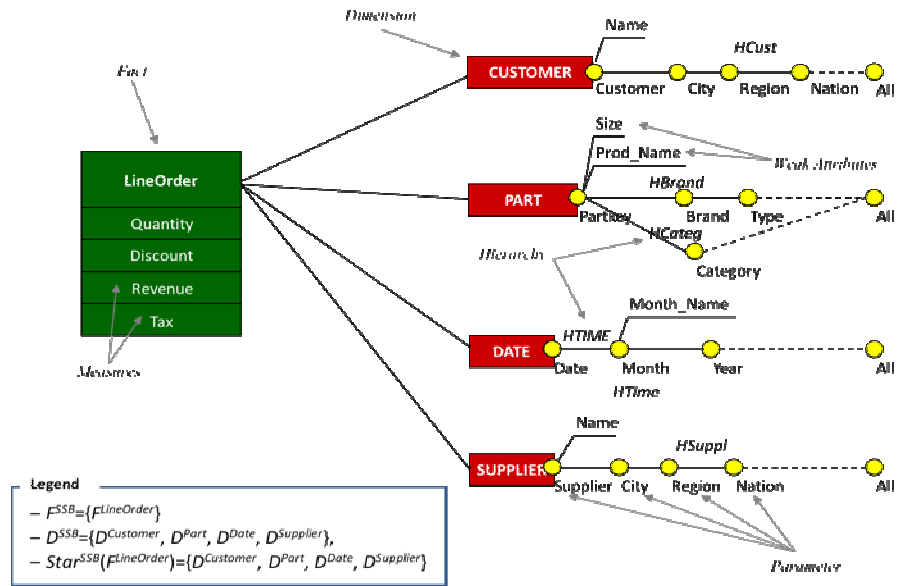 Dimension
Name
HCust
Fact
CUSTOMER
Customer
City
Region
Nation
All
Size
Prod_Name
Weak Attributes
LineOrder
HBrand
PART
Partkey
Brand
Type
All
Quantity
HCateg
Discount
Hierarchy
Category
Revenue
Month_Name
Tax
HTIME
DATE
Date
Month
Year
All
Measures
HTime
Name
HSuppl
SUPPLIER
Supplier
City
Region
Nation
All
Legend
– F^SSB={F^LineOrder}
– D^SSB={D^Customer, D^Part, D^Date, D^Supplier},
– Star^SSB(F^LineOrder)={D^Customer, D^Part, D^Date, D^Supplier}
Parameter